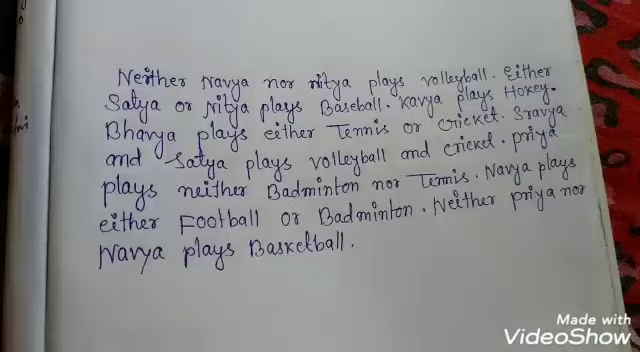 Neither Navya nor nitya plays volleyball. Either
Satya or Nitya plays Baseball. Kavya plays Hokey.
Bhavya plays either Tennis or cricket. Sravya
and Satya plays volleyball and cricket. priya
plays neither Badminton nor Tennis. Navya plays
either Football or Badminton. Neither priya nor
Navya plays Basketball.
Made with
VideoShow